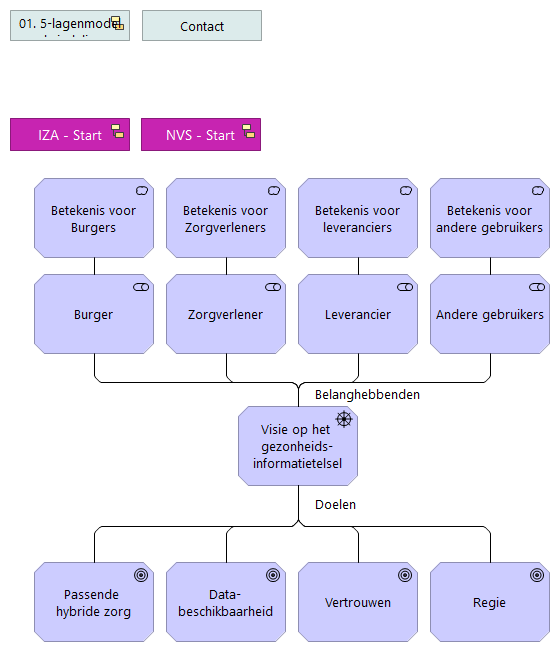 01. 5-lagenmodel
Contact
IZA - Start
NVS - Start
Betekenis voor
Burgers
Betekenis voor
Zorgverleners
Betekenis voor
leveranciers
Betekenis voor
andere gebruikers
Burger
Zorgverlener
Leverancier
Andere gebruikers
Belanghebbenden
Visie op het
gezonheids-
informatietelsel
Doelen
Passende
hybride zorg
Data-
beschikbaarheid
Vertrouwen
Regie